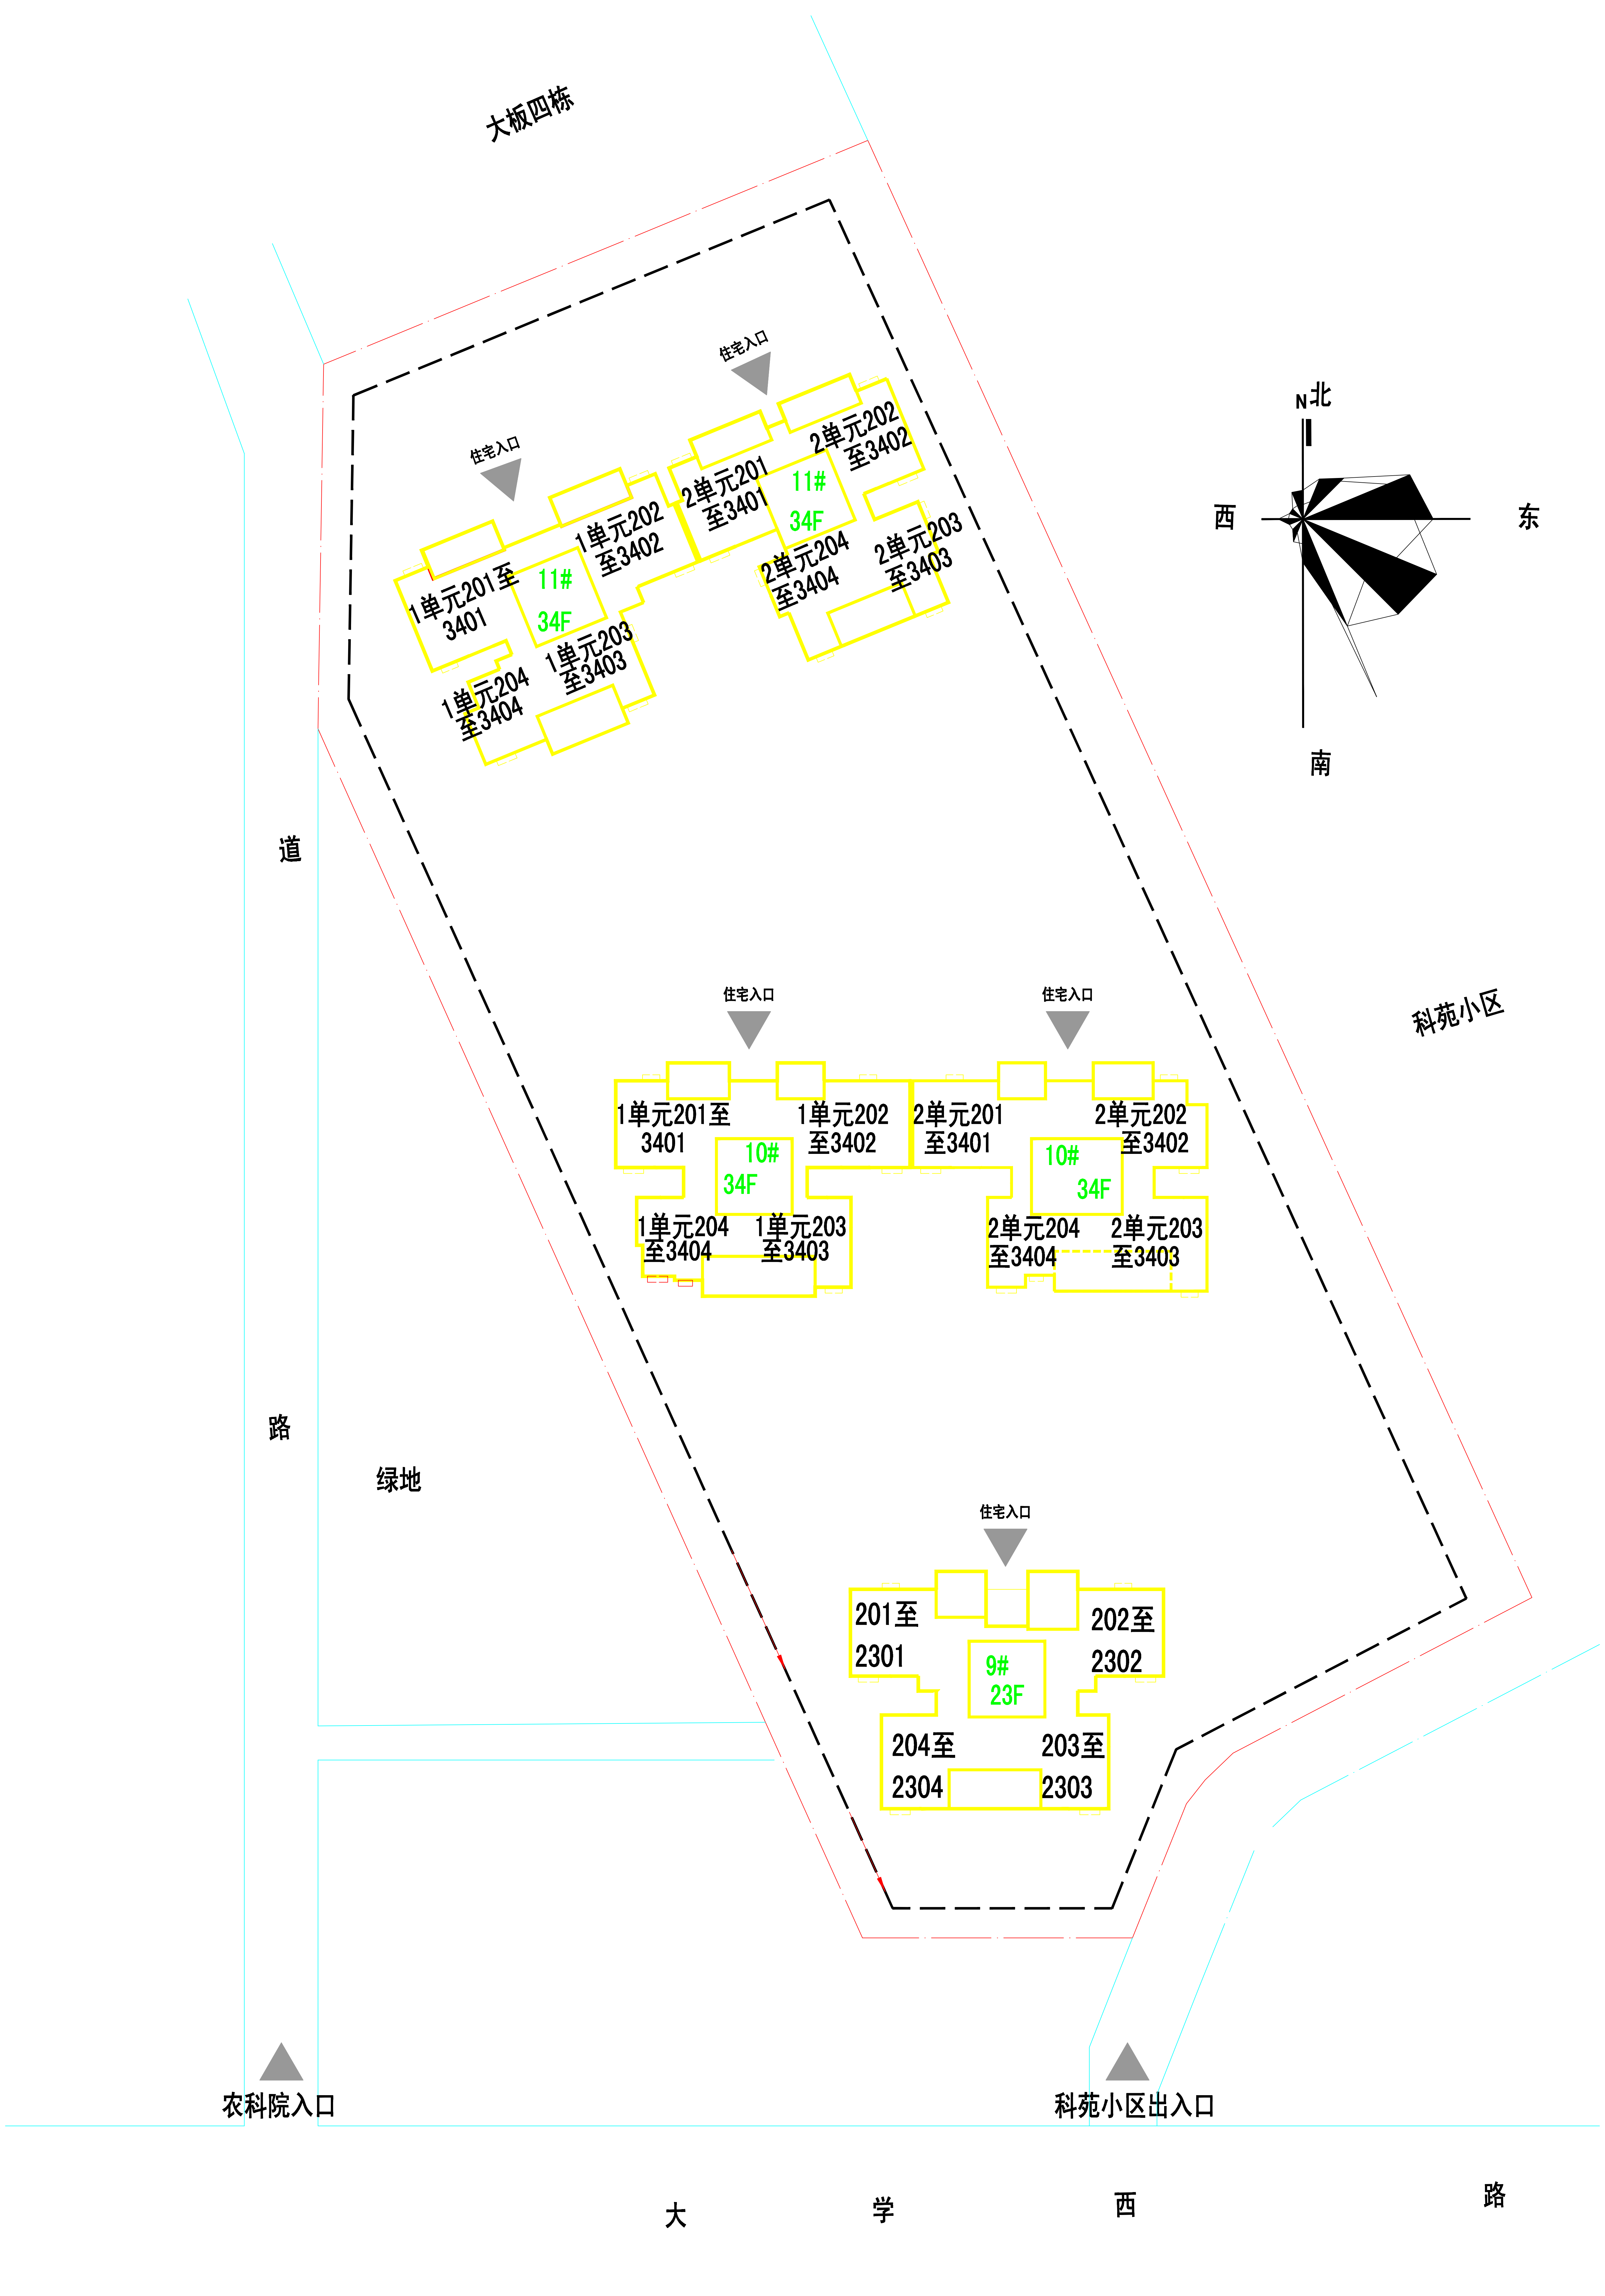 大板四栋
住宅入口
住宅入口
N北
西
东
南
2单元202
至3402
2单元201
至3401
11#
34F
1单元202
至3402
2单元203
至3403
2单元204
至3404
1单元201至
3401
11#
34F
1单元203
至3403
1单元204
至3404
道
科苑小区
住宅入口
住宅入口
1单元201至
3401
1单元202
至3402
2单元201
至3401
2单元202
至3402
10#
34F
10#
34F
1单元204
至3404
1单元203
至3403
2单元204
至3404
2单元203
至3403
路
绿地
住宅入口
201至
2301
202至
2302
9#
23F
204至
2304
203至
2303
农科院入口
科苑小区出入口
大 学 西 路